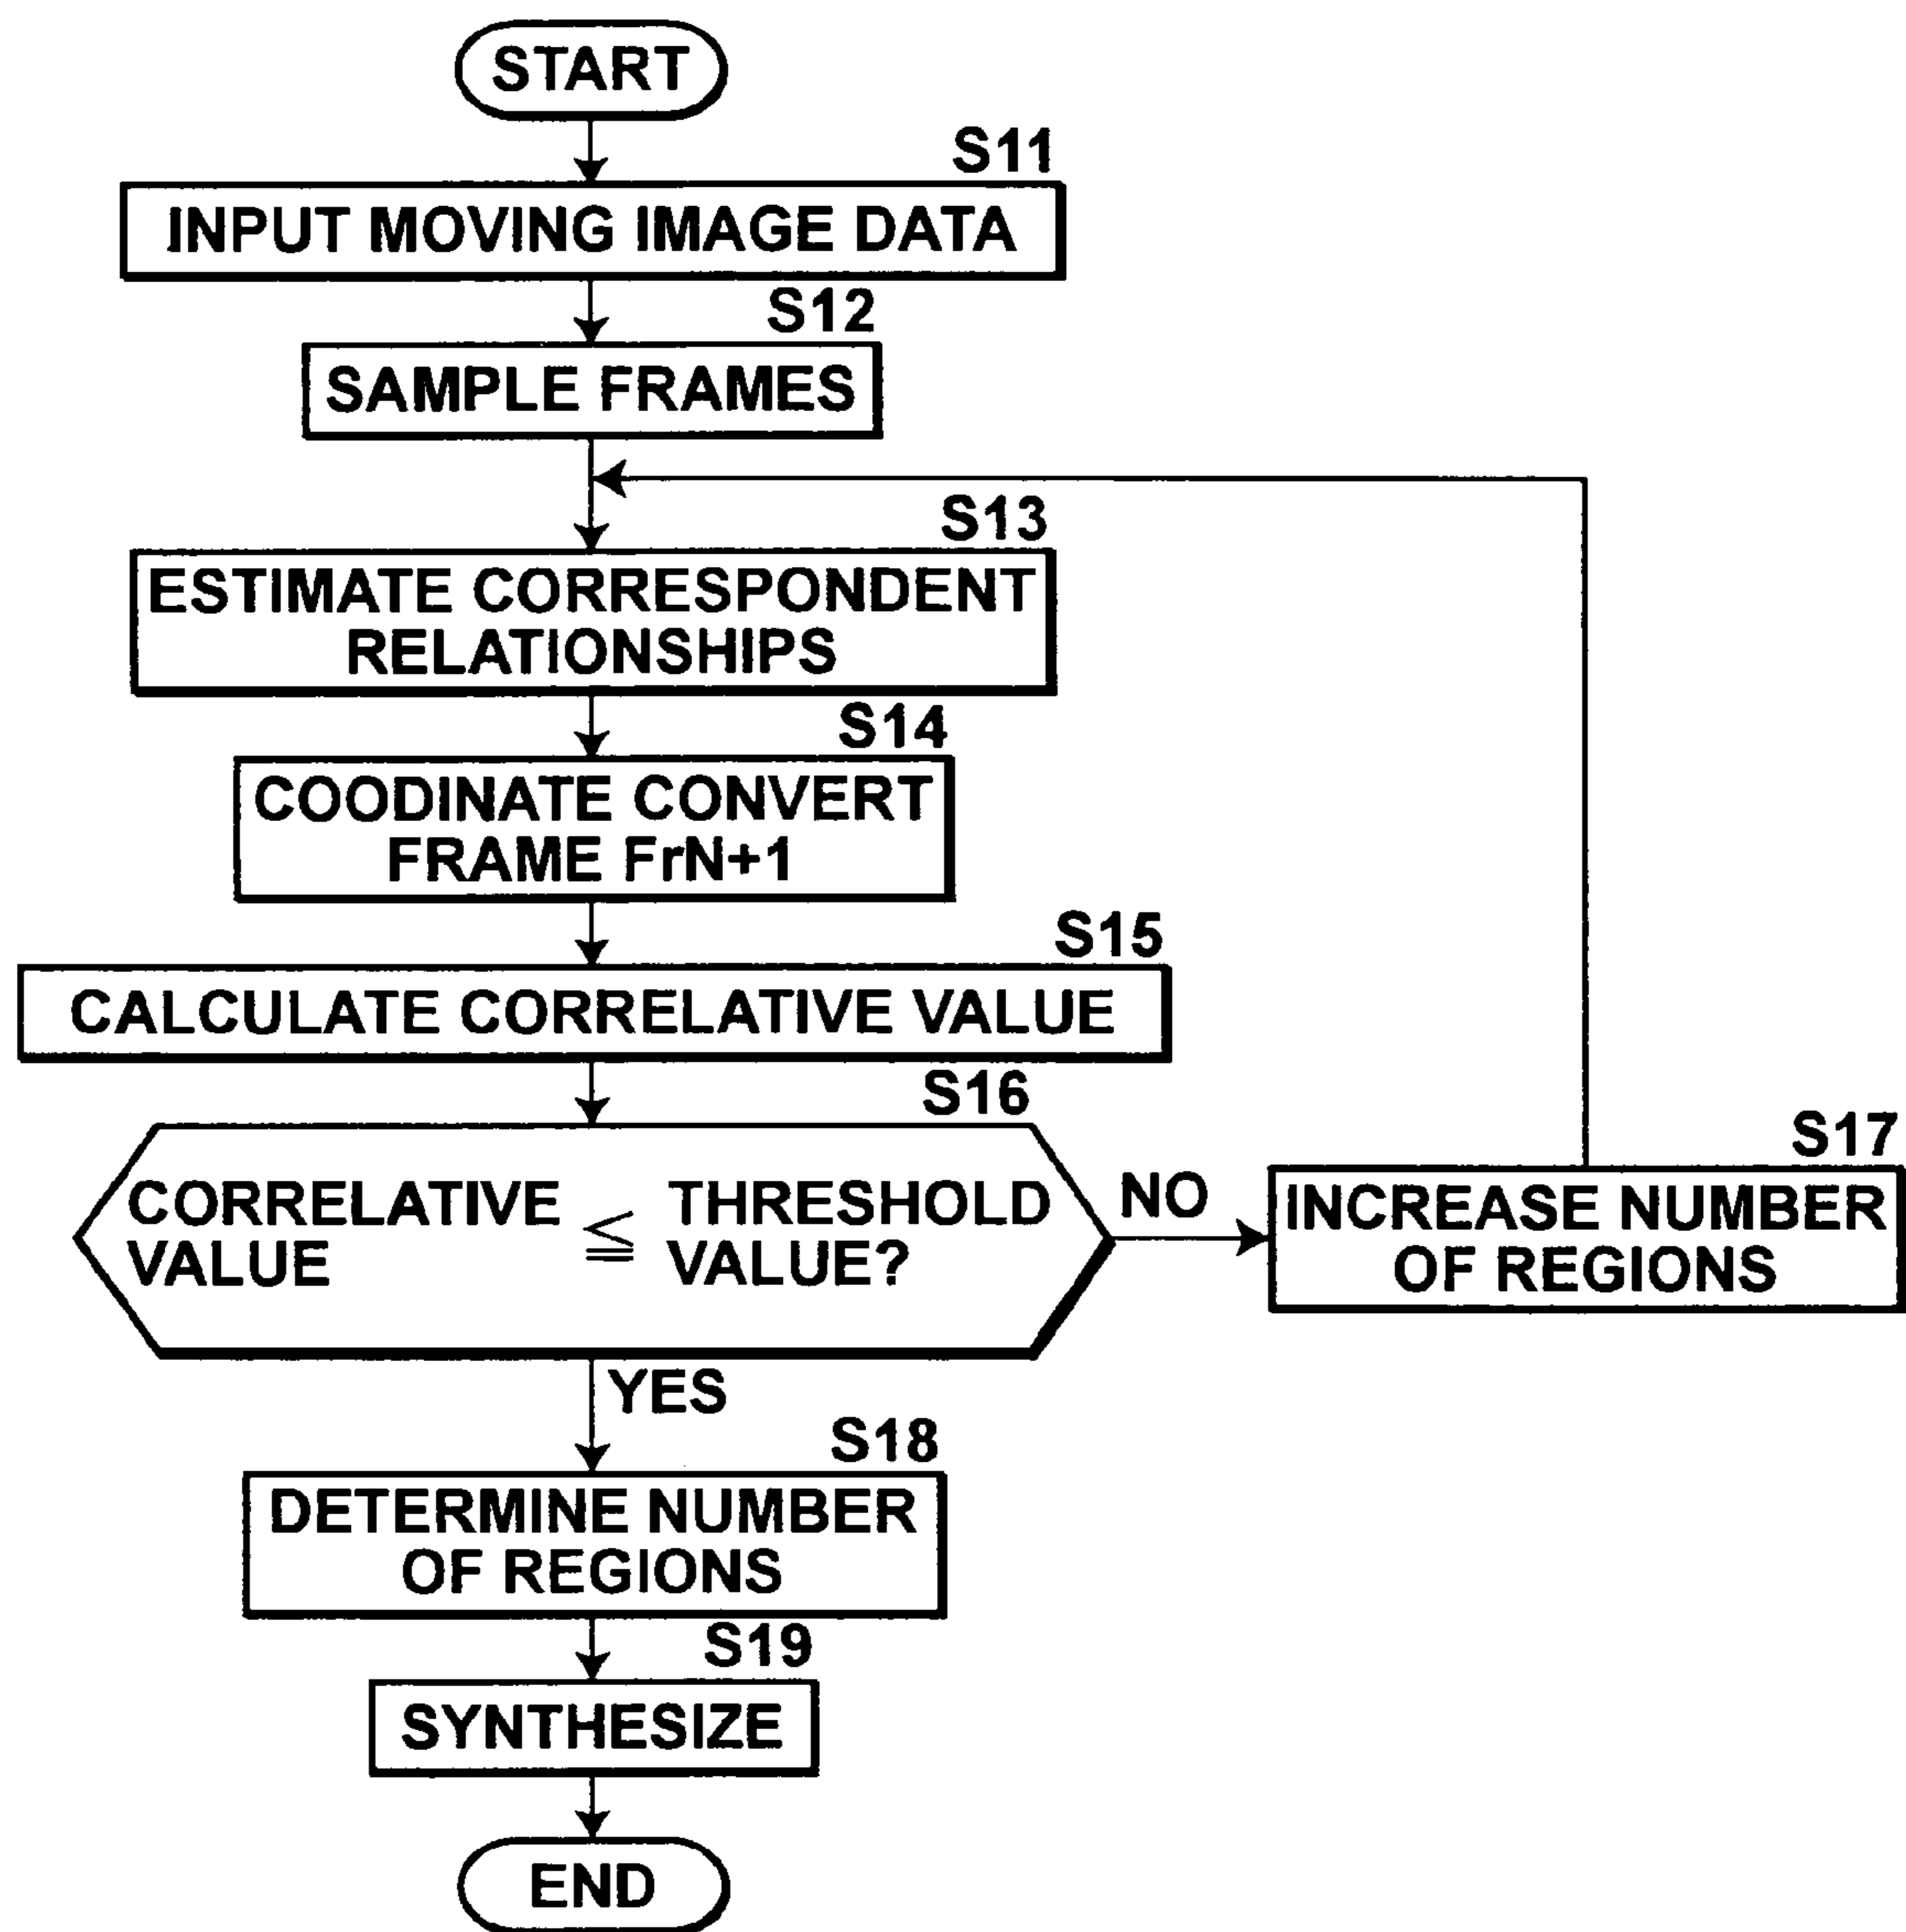 START
S11
INPUT MOVING IMAGE DATA
S12
SAMPLE FRAMES
S13
ESTIMATE CORRESPONDENT
RELATIONSHIPS
S14
COODINATE CONVERT
FRAME FrN+1
S15
CALCULATE CORRELATIVE VALUE
S16
CORRELATIVE
VALUE
≦
THRESHOLD
VALUE?
NO
S17
INCREASE NUMBER
OF REGIONS
YES
S18
DETERMINE NUMBER
OF REGIONS
S19
SYNTHESIZE
END